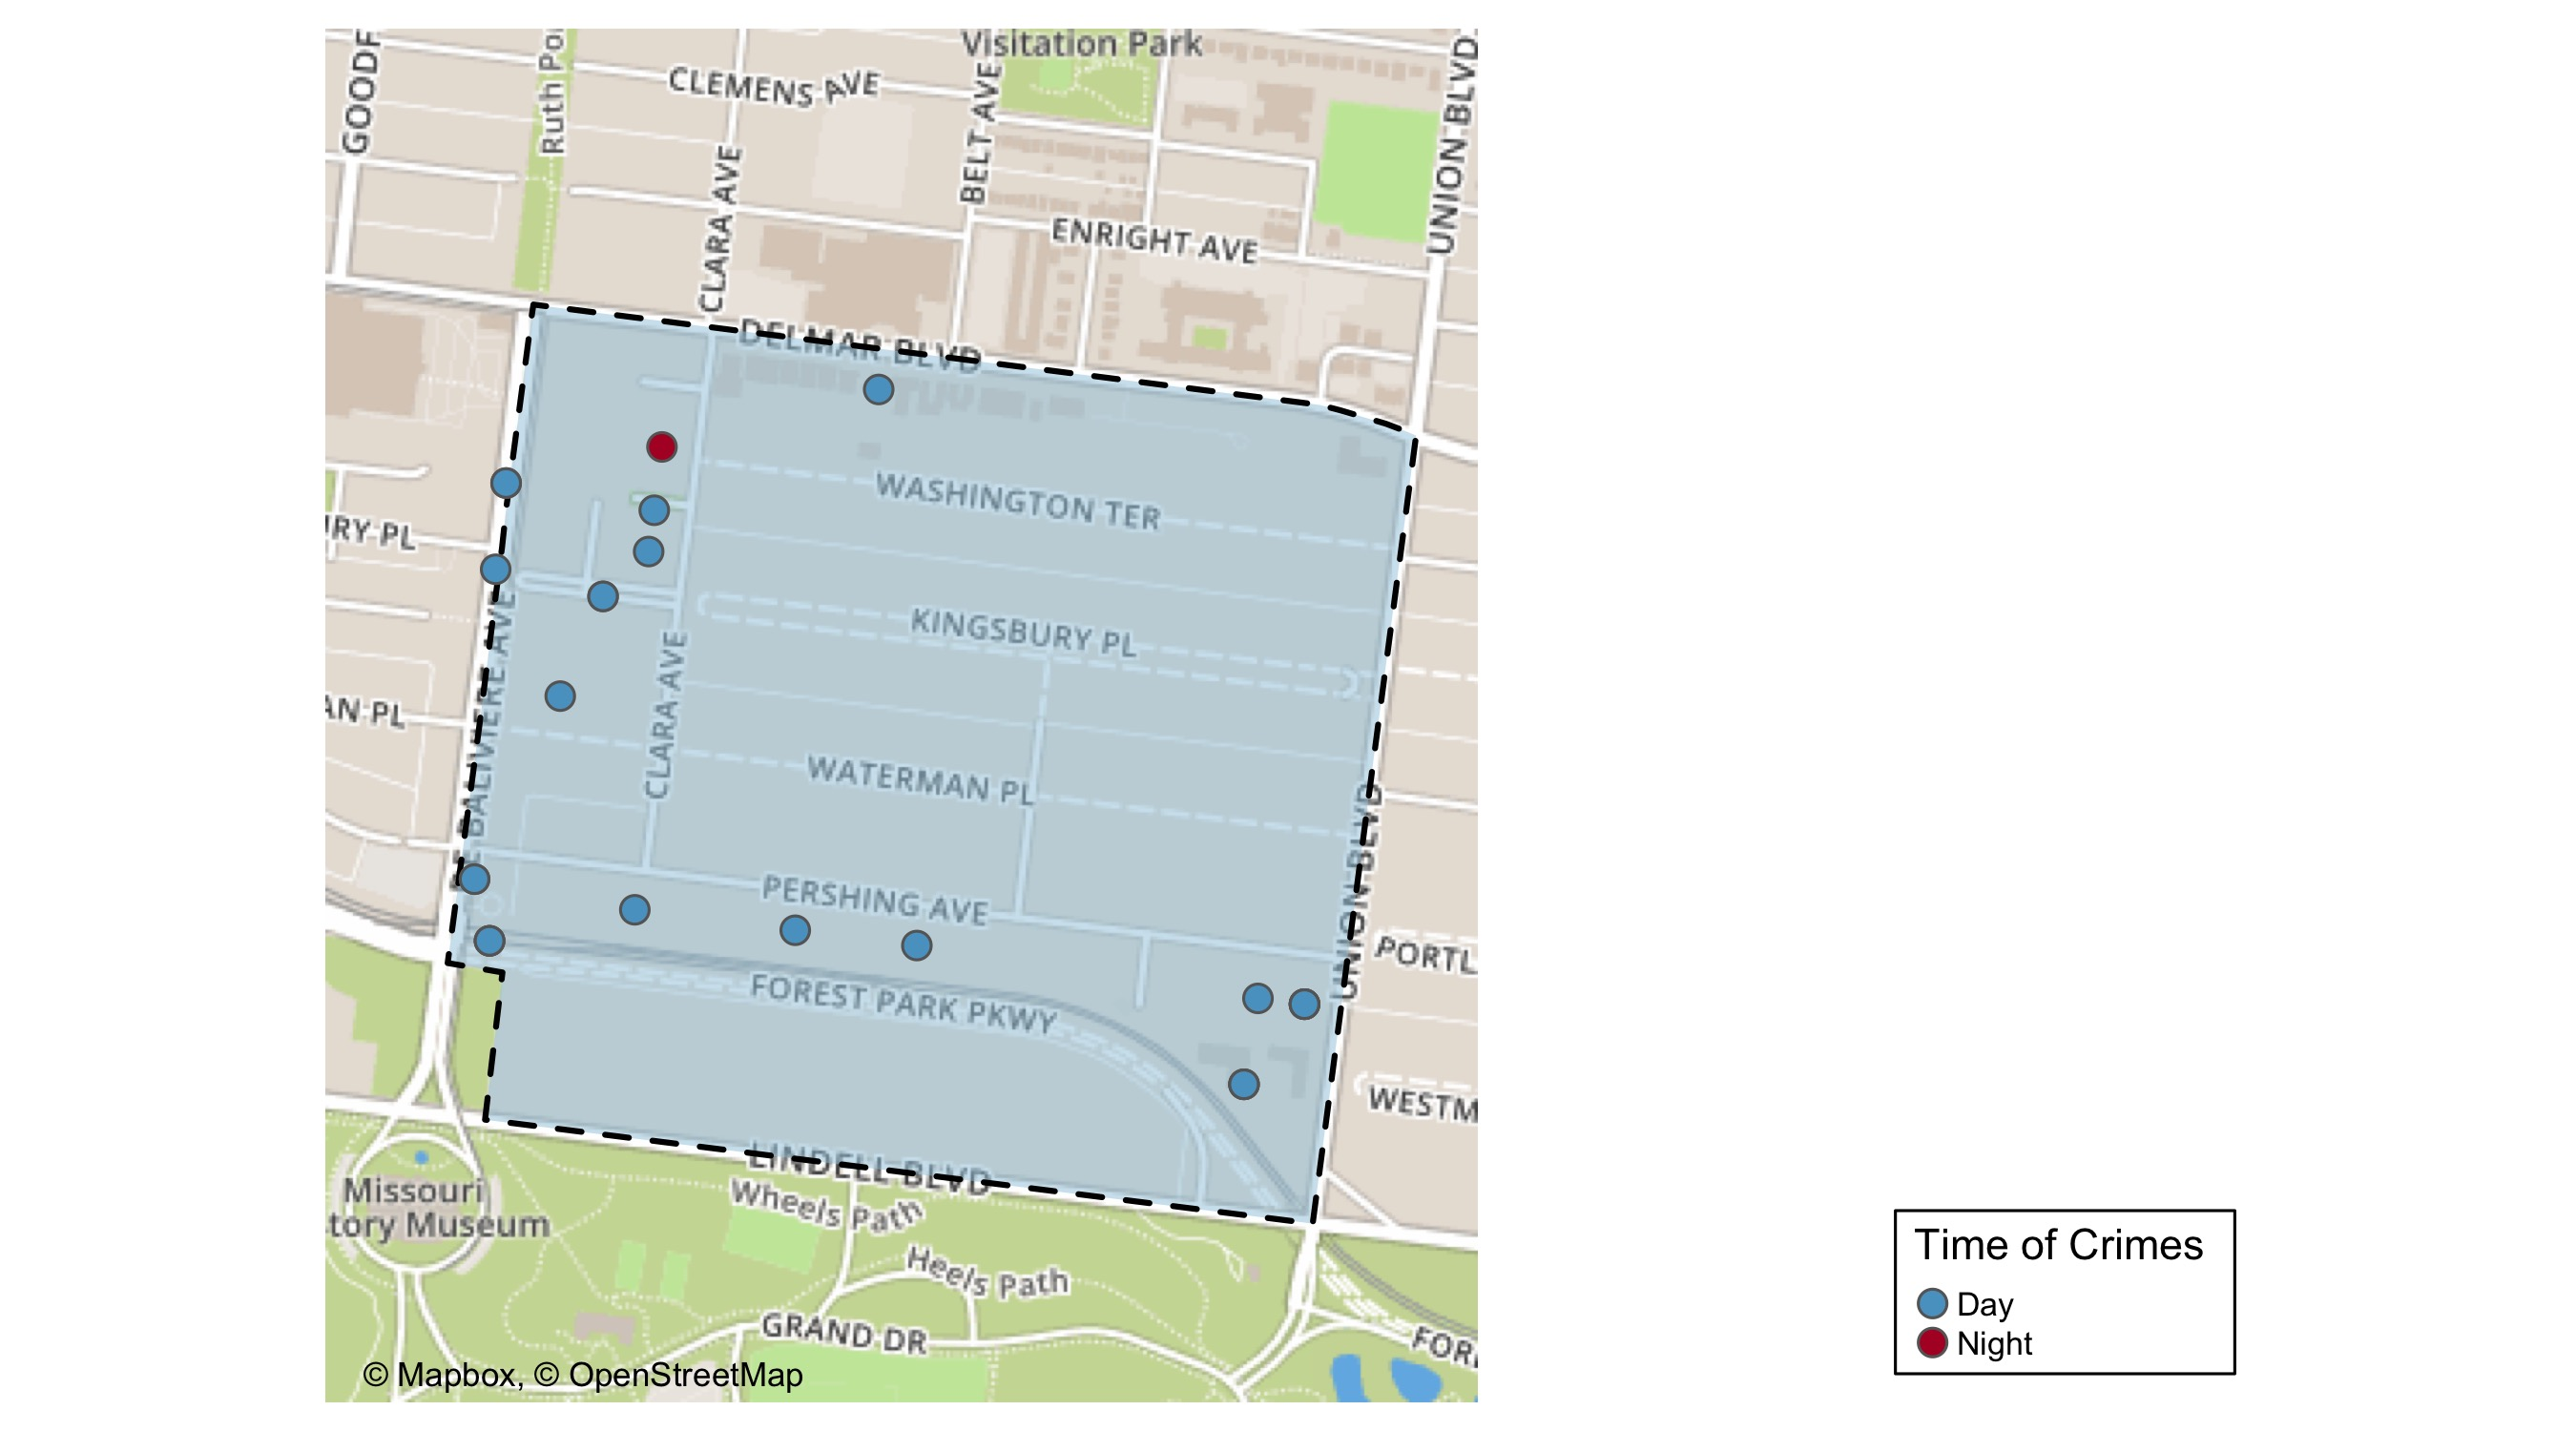 Visitation Park
GOODF
Ruth Po
CLEMENS AVE
BELT AVE
UNION BLVD
CLARA AVE
ENRIGHT AVE
DELMAR BLVD
WASHINGTON TER
RY PL
KINGSBURY PL
CLARA AVE
BALIVIERE AVE
AN PL
WATERMAN PL
UNION BLVD
PERSHING AVE
PORTL
FOREST PARK PKWY
WESTM
LINDELL BLVD
Missouri
tory Museum
Wheels Path
Heels Path
GRAND DR
FOR
© Mapbox, © OpenStreetMap
Time of Crimes
Day
Night